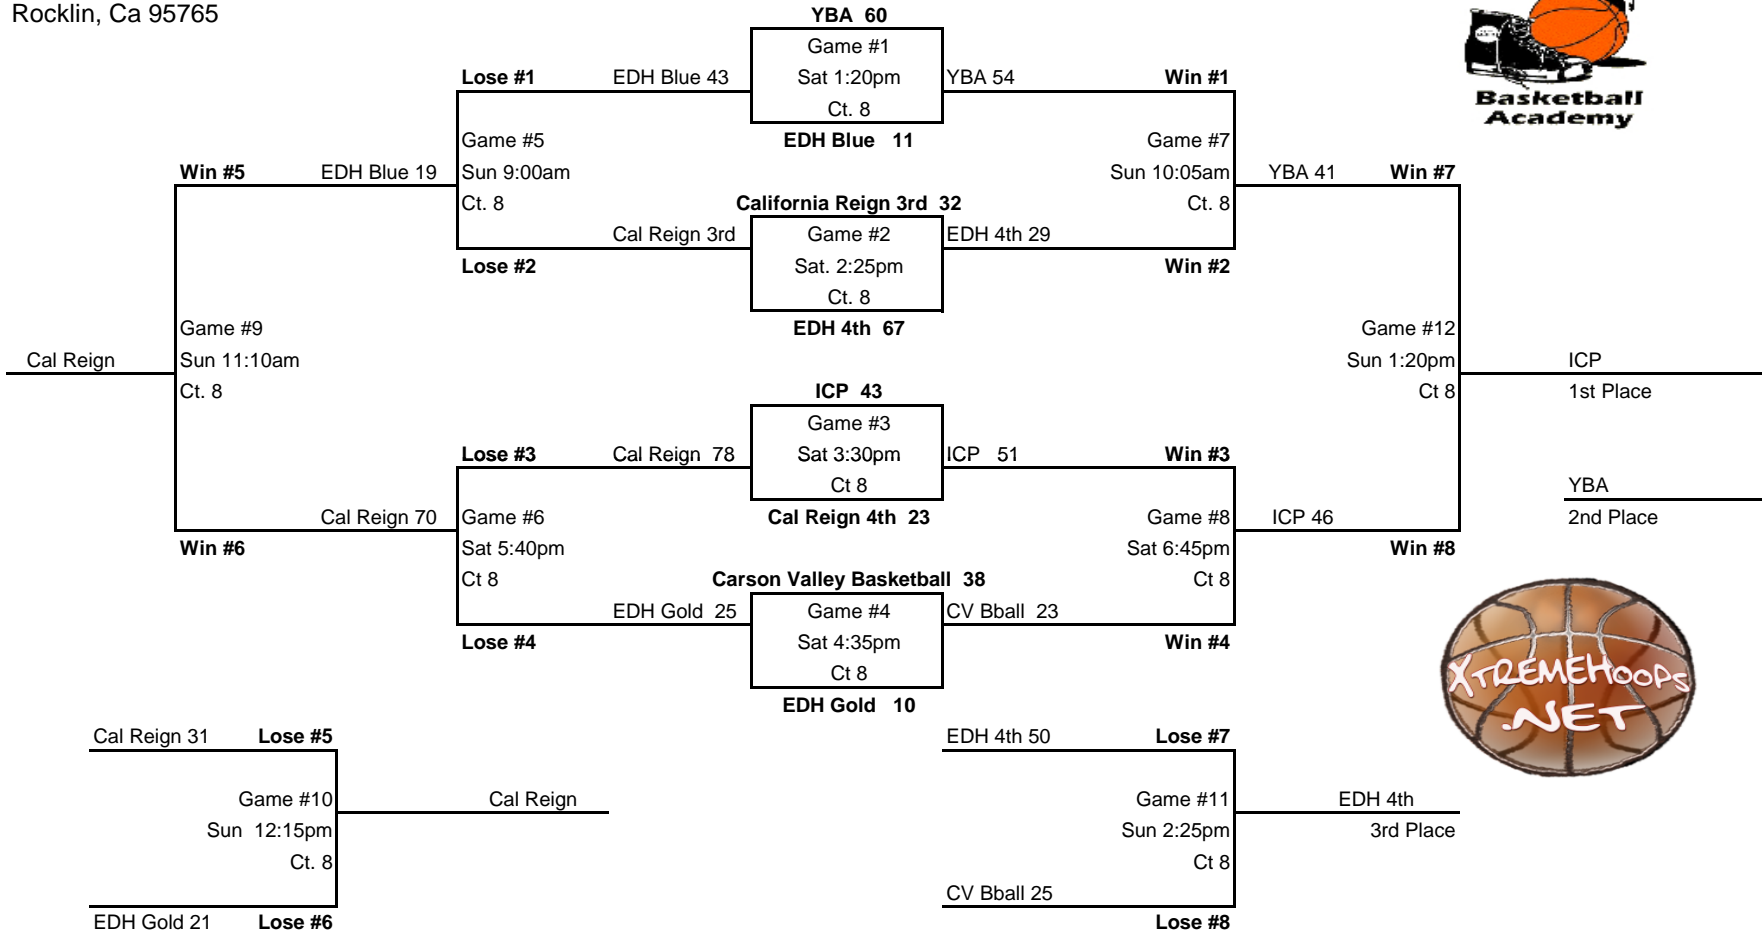 Rocklin, Ca 95765
YBA 60
Game #1
Lose #1 EDH Blue 43 Sat 1:20pm YBA 54 Win #1
Ct. 8
Basketball
Academy
Game #5 EDH Blue 11 Game #7
Win #5 EDH Blue 19 Sun 9:00am Sun 10:05am YBA 41 Win #7
Ct. 8 California Reign 3rd 32 Ct. 8
Cal Reign 3rd Game #2 EDH 4th 29
Lose #2 Sat. 2:25pm Win #2
Ct. 8
Game #9 EDH 4th 67 Game #12
Cal Reign Sun 11:10am Sun 1:20pm ICP
Ct. 8 ICP 43 Ct 8 1st Place
Game #3
Lose #3 Cal Reign 78 Sat 3:30pm ICP 51 Win #3
Ct 8 YBA
Cal Reign 70 Game #6 Cal Reign 4th 23 Game #8 ICP 46 2nd Place
Win #6 Sat 5:40pm Sat 6:45pm Win #8
Ct 8 Carson Valley Basketball 38 Ct 8
EDH Gold 25 Game #4 CV Bball 23
Lose #4 Sat 4:35pm Win #4
Ct 8
XTREMEHOOPS
.NET
EDH Gold 10
Cal Reign 31 Lose #5 EDH 4th 50 Lose #7
Game #10 Cal Reign Game #11 EDH 4th
Sun 12:15pm Sun 2:25pm 3rd Place
Ct. 8 Ct 8
CV Bball 25
EDH Gold 21 Lose #6 Lose #8